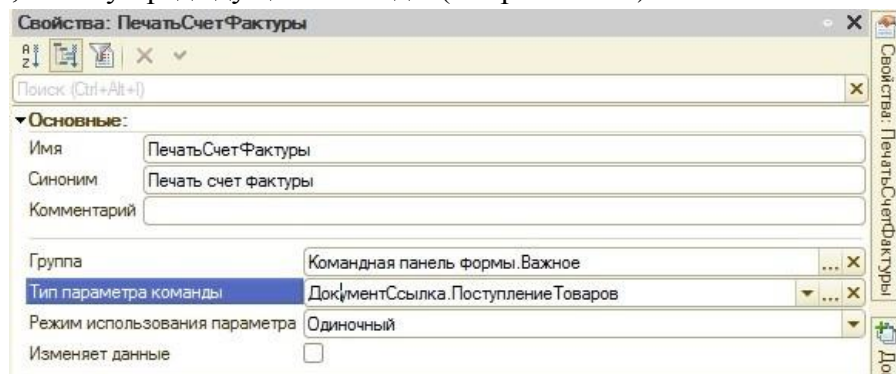 Свойства: ПечатьСчетФактуры
Поиск (Ctrl+Alt+I)
Основные:
Имя ПечатьСчетФактуры
Синоним Печать счет фактуры
Комментарий
Группа Командная панель формы.Важное
Тип параметра команды ДокументСсылка.ПоступлениеТоваров
Режим использования параметра Одиночный
Изменяет данные
Свойства: ПечатьСчетФактуры
До